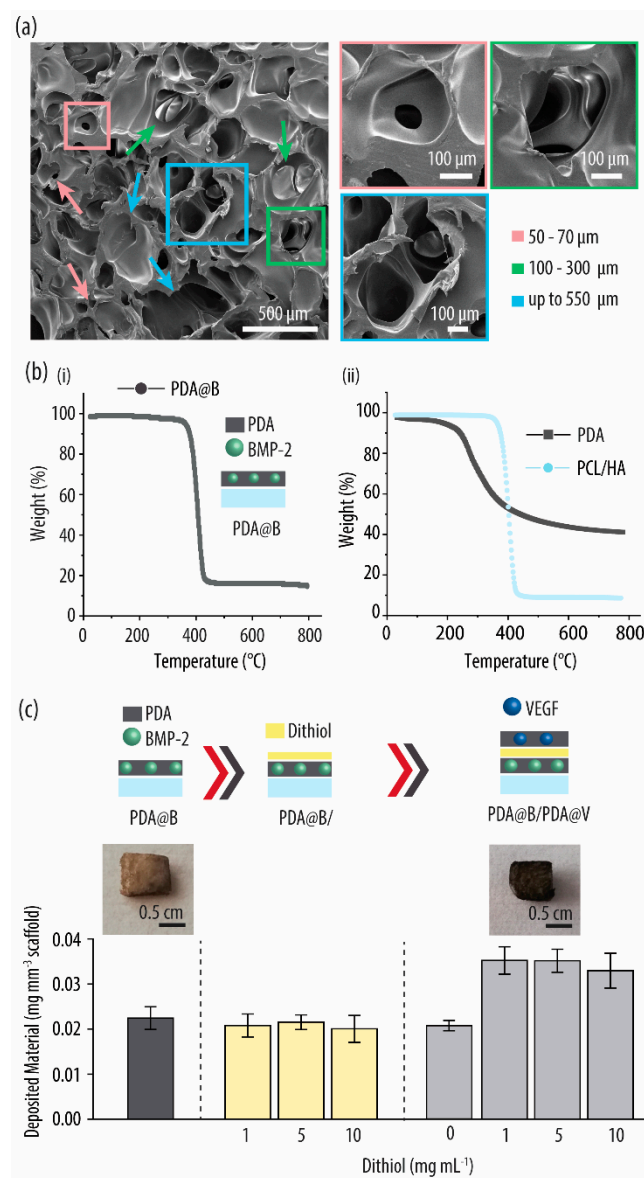 (a)
100 μm
100 μm
500 μm
100 μm
50 - 70 μm
100 - 300 μm
up to 550 μm
(b)
(i)
PDA@B
PDA
BMP-2
PDA@B
100
80
60
40
20
0
Weight (%)
0
200
400
600
800
Temperature (°C)
(ii)
PDA
PCL/HA
100
80
60
40
20
0
Weight (%)
0
200
400
600
800
Temperature (°C)
(c)
PDA
BMP-2
PDA@B
Dithiol
PDA@B/
VEGF
PDA@B/PDA@V
0.5 cm
0.5 cm
0.04
0.03
0.02
0.01
0.00
Deposited Material (mg mm⁻³ scaffold)
1
5
10
0
1
5
10
Dithiol (mg mL⁻¹)